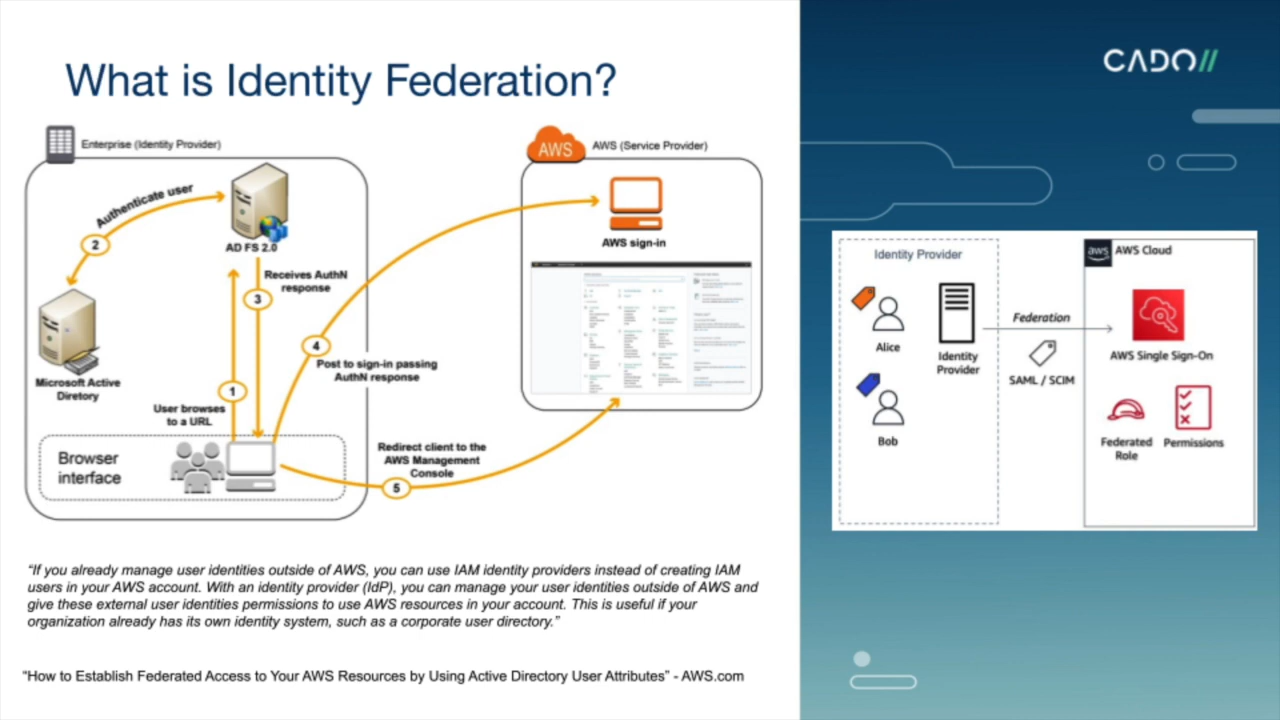 What is Identity Federation?
CADO//
Enterprise (Identity Provider)
AWS
AWS (Service Provider)
Authenticate user
2
AD FS 2.0
Receives AuthN
response
3
Microsoft Active
Diretory
1
User browses
to a URL
Browser
interface
4
Post to sign-in passing
AuthN response
Redirect client to the
AWS Management
Console
5
AWS sign-in
Identity Provider
Alice
Bob
Identity
Provider
Federation
SAML / SCIM
aws
AWS Cloud
AWS Single Sign-On
Federated
Role
Permissions
“If you already manage user identities outside of AWS, you can use IAM identity providers instead of creating IAM
users in your AWS account. With an identity provider (IdP), you can manage your user identities outside of AWS and
give these external user identities permissions to use AWS resources in your account. This is useful if your
organization already has its own identity system, such as a corporate user directory.”
“How to Establish Federated Access to Your AWS Resources by Using Active Directory User Attributes” - AWS.com